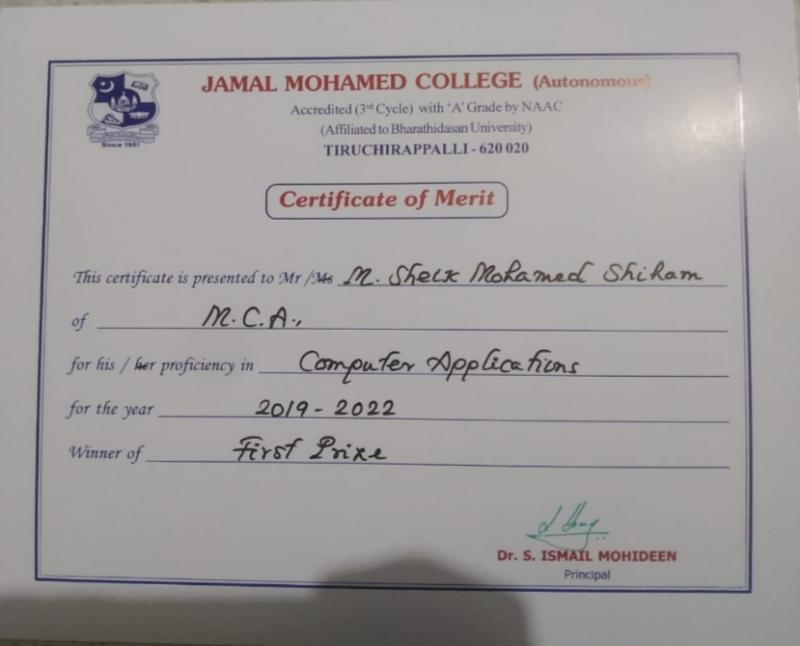 JAMAL MOHAMED COLLEGE (Autonomous)
Accredited (3rd Cycle) with 'A' Grade by NAAC
(Affiliated to Bharathidasan University)
TIRUCHIRAPPALLI - 620 020
Since 1951
Certificate of Merit
This certificate is presented to Mr / Ms M. Sheik Mohamed Shiham
of M.C.A.,
for his / her proficiency in Computer Applications
for the year 2019 - 2022
Winner of First Prize
Dr. S. ISMAIL MOHIDEEN
Principal